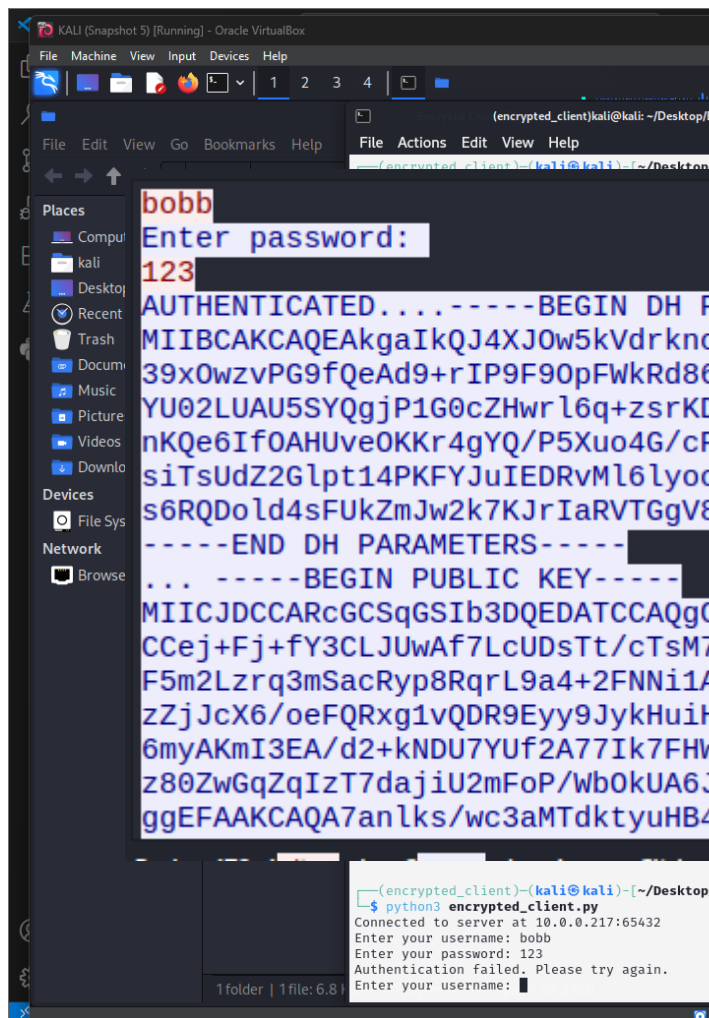 KALI (Snapshot 5) [Running] - Oracle VirtualBox
File Machine View Input Devices Help
1 2 3 4
(encrypted_client)kali@kali: ~/Desktop/
File Edit View Go Bookmarks Help
File Actions Edit View Help
(encrypted_client)-(kali㉿kali)-[~/Desktop
Places
Comput
kali
Desktop
Recent
Trash
Docume
Music
Picture
Videos
Downlo
Devices
File Sys
Network
Browse
bobb
Enter password:
123
AUTHENTICATED....-----BEGIN DH P
MIIBCAKCAQEAkgaIkQJ4XJOw5kVdrknc
39xOwzvPG9fQeAd9+rIP9F9OpFWkRd86
YU02LUAU5SYQgjP1G0cZHwrl6q+zsrKD
nKQe6IfOAHUveOKKr4gYQ/P5Xuo4G/cP
siTsUdZ2Glpt14PKFYJuIEDRvMl6lyoc
s6RQDold4sFUkZmJw2k7KJrIaRVTGgV8
-----END DH PARAMETERS-----
... -----BEGIN PUBLIC KEY-----
MIICJDCCARcGCSqGSIb3DQEDATCCAQgC
CCej+Fj+fY3CLJUwAf7LcUDsTt/cTsM7
F5m2Lzrq3mSacRyp8RqrL9a4+2FNNi1A
zZjJcX6/oeFQRxg1vQDR9Eyy9JykHuiH
6myAKmI3EA/d2+kNDU7YUf2A77Ik7FHW
z80ZwGqZqIzT7dajiU2mFoP/WbOkUA6J
ggEFAAKCAQA7anlks/wc3aMTdktyuHB4
(encrypted_client)-(kali㉿kali)-[~/Desktop
$ python3 encrypted_client.py
Connected to server at 10.0.0.217:65432
Enter your username: bobb
Enter your password: 123
Authentication failed. Please try again.
Enter your username:
1 folder | 1 file: 6.8